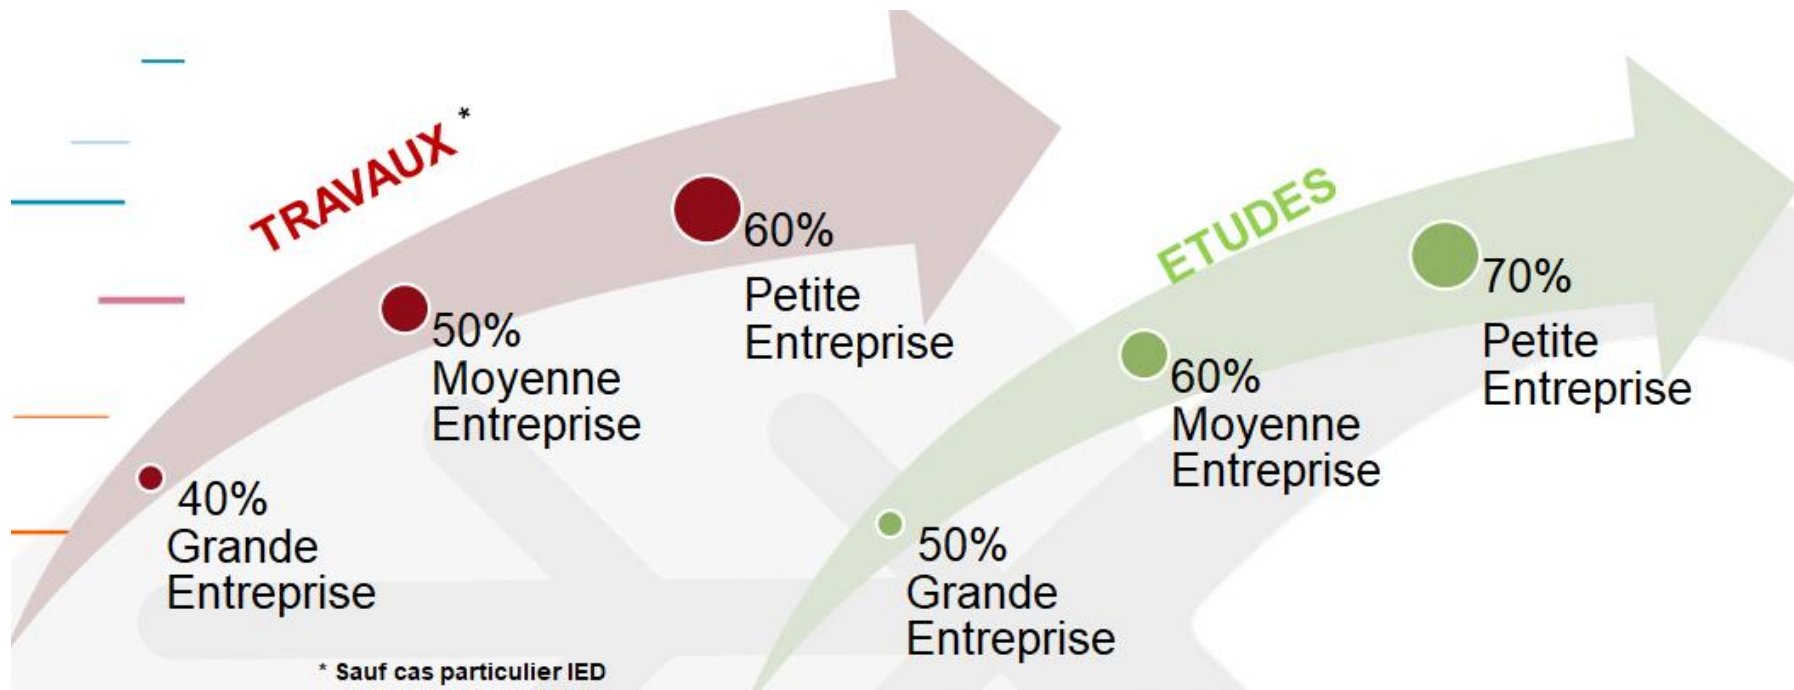 TRAVAUX *
60%
Petite
Entreprise
50%
Moyenne
Entreprise
40%
Grande
Entreprise
* Sauf cas particulier IED
ETUDES
70%
Petite
Entreprise
60%
Moyenne
Entreprise
50%
Grande
Entreprise